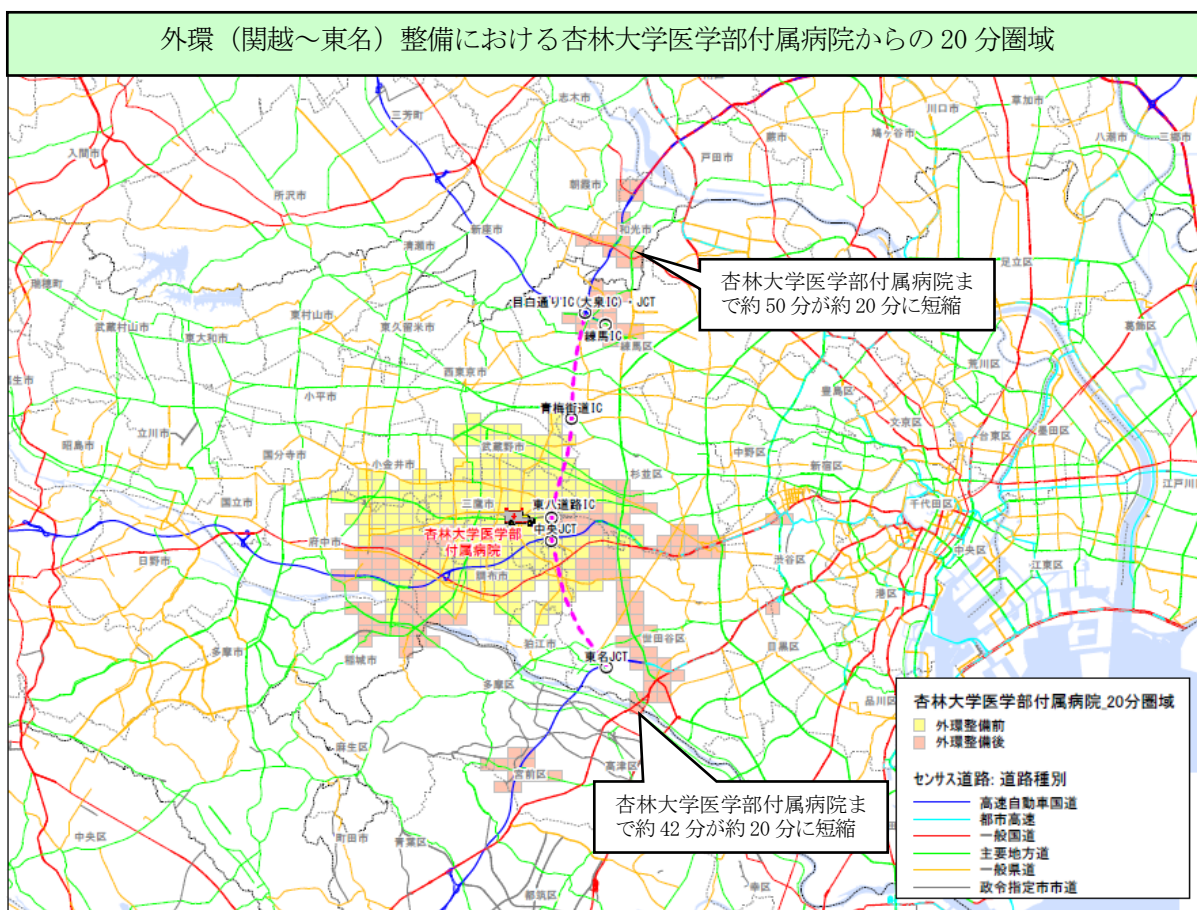 外環（関越～東名）整備における杏林大学医学部付属病院からの 20 分圏域
志木市
三芳町
川口市
草加市
鳩ヶ谷市
蕨市
八潮市
三郷市
戸田市
入間市
所沢市
朝霞市
新座市
和光市
清瀬市
足立区
瑞穂町
杏林大学医学部付属病院ま
で約 50 分が約 20 分に短縮
目白通りIC(大泉IC)・JCT
練馬IC
練馬区
武蔵村山市
東村山市
東大和市
東久留米市
葛飾区
荒川区
西東京市
小平市
豊島区
青梅街道IC
文京区
墨田区
台東区
昭島市
立川市
国分寺市
武蔵野市
中野区
新宿区
小金井市
杉並区
江戸川区
国立市
三鷹市
東八道路IC
千代田区
杏林大学医学部
付属病院
中央JCT
府中市
日野市
調布市
渋谷区
中央区
江東区
港区
狛江市
世田谷区
目黒区
多摩市
稲城市
東名JCT
多摩区
品川区
麻生区
宮前区
高津区
杏林大学医学部付属病院ま
で約 42 分が約 20 分に短縮
中央区
町田市
青葉区
都筑区
幸区
杏林大学医学部付属病院_20分圏域
外環整備前
外環整備後
センサス道路: 道路種別
高速自動車国道
都市高速
一般国道
主要地方道
一般県道
政令指定市市道